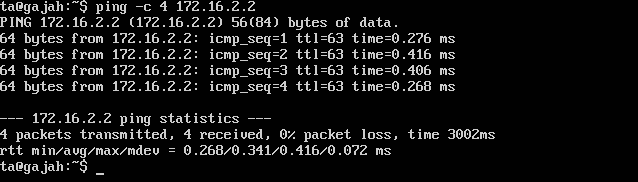 ta@gajah:~$ ping -c 4 172.16.2.2
PING 172.16.2.2 (172.16.2.2) 56(84) bytes of data.
64 bytes from 172.16.2.2: icmp_seq=1 ttl=63 time=0.276 ms
64 bytes from 172.16.2.2: icmp_seq=2 ttl=63 time=0.416 ms
64 bytes from 172.16.2.2: icmp_seq=3 ttl=63 time=0.406 ms
64 bytes from 172.16.2.2: icmp_seq=4 ttl=63 time=0.268 ms
--- 172.16.2.2 ping statistics ---
4 packets transmitted, 4 received, 0% packet loss, time 3002ms
rtt min/avg/max/mdev = 0.268/0.341/0.416/0.072 ms
ta@gajah:~$ _